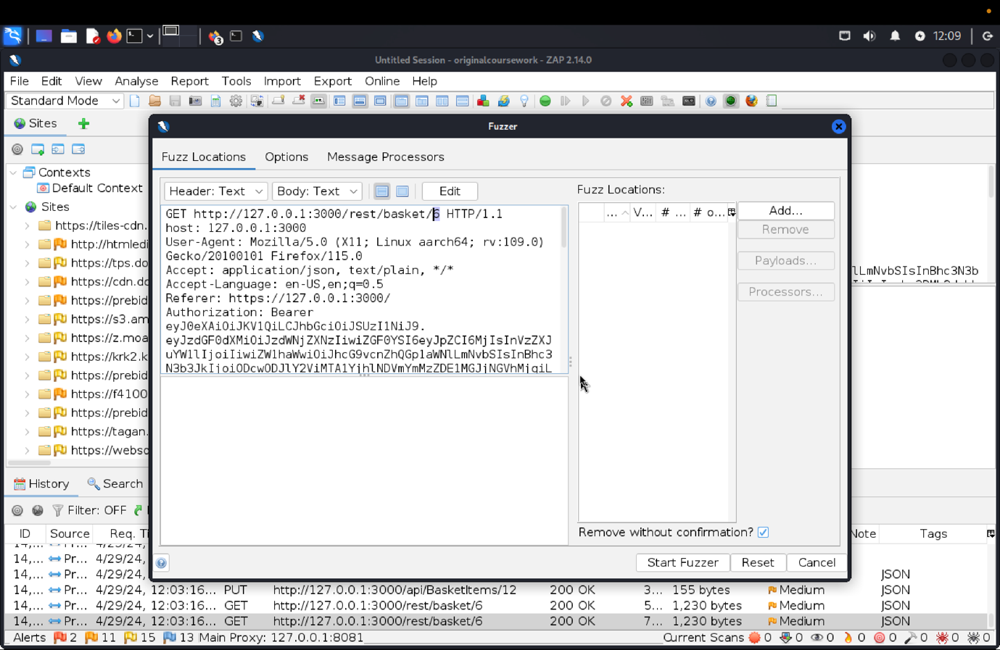 12:09
Untitled Session - originalcoursework - ZAP 2.14.0
File Edit View Analyse Report Tools Import Export Online Help
Standard Mode
Sites
Contexts
Default Context
Sites
https://tiles-cdn.
http://htmledi
https://tps.do
https://cdn.do
https://prebid
https://s3.am
https://z.moa
https://krk2.k
https://prebid
https://f4100
https://prebid
https://tagan.
https://webso
Fuzzer
Fuzz Locations Options Message Processors
Header: Text Body: Text Edit
GET http://127.0.0.1:3000/rest/basket/6 HTTP/1.1
host: 127.0.0.1:3000
User-Agent: Mozilla/5.0 (X11; Linux aarch64; rv:109.0)
Gecko/20100101 Firefox/115.0
Accept: application/json, text/plain, */*
Accept-Language: en-US,en;q=0.5
Referer: https://127.0.0.1:3000/
Authorization: Bearer
eyJ0eXAiOiJKV1QiLCJhbGciOiJSUzI1NiJ9.
eyJzdGF0dXMiOiJzdWNjZXNzIiwiZGF0YSI6eyJpZCI6MjIsInVzZXJ
uYW1lIjoiIiwiZW1haWwiOiJhcG9vcnZhQGp1aWNlLmNvbSIsInBhc3
N3b3JkIjoiODcwODJlY2ViMTA1YjhlNDVmYmMzZDE1MGJjNGVhMjgiL
Fuzz Locations:
... V... # ... # o...
Add...
Remove
Payloads...
Processors...
Remove without confirmation?
Start Fuzzer Reset Cancel
lLmNvbSIsInBhc3N3b
History Search
Filter: OFF
ID Source Req. Ti Note Tags
14,... Pr... 4/29/24,
14,... Pr... 4/29/24, JSON
14,... Pr... 4/29/24, 12:03:16... PUT http://127.0.0.1:3000/api/BasketItems/12 200 OK 3... 155 bytes Medium JSON
14,... Pr... 4/29/24, 12:03:16... GET http://127.0.0.1:3000/rest/basket/6 200 OK 5... 1,230 bytes Medium JSON
14,... Pr... 4/29/24, 12:03:16... GET http://127.0.0.1:3000/rest/basket/6 200 OK 7... 1,230 bytes Medium JSON
Alerts 2 11 15 13 Main Proxy: 127.0.0.1:8081 Current Scans 0 0 0 0 0 0 0 0